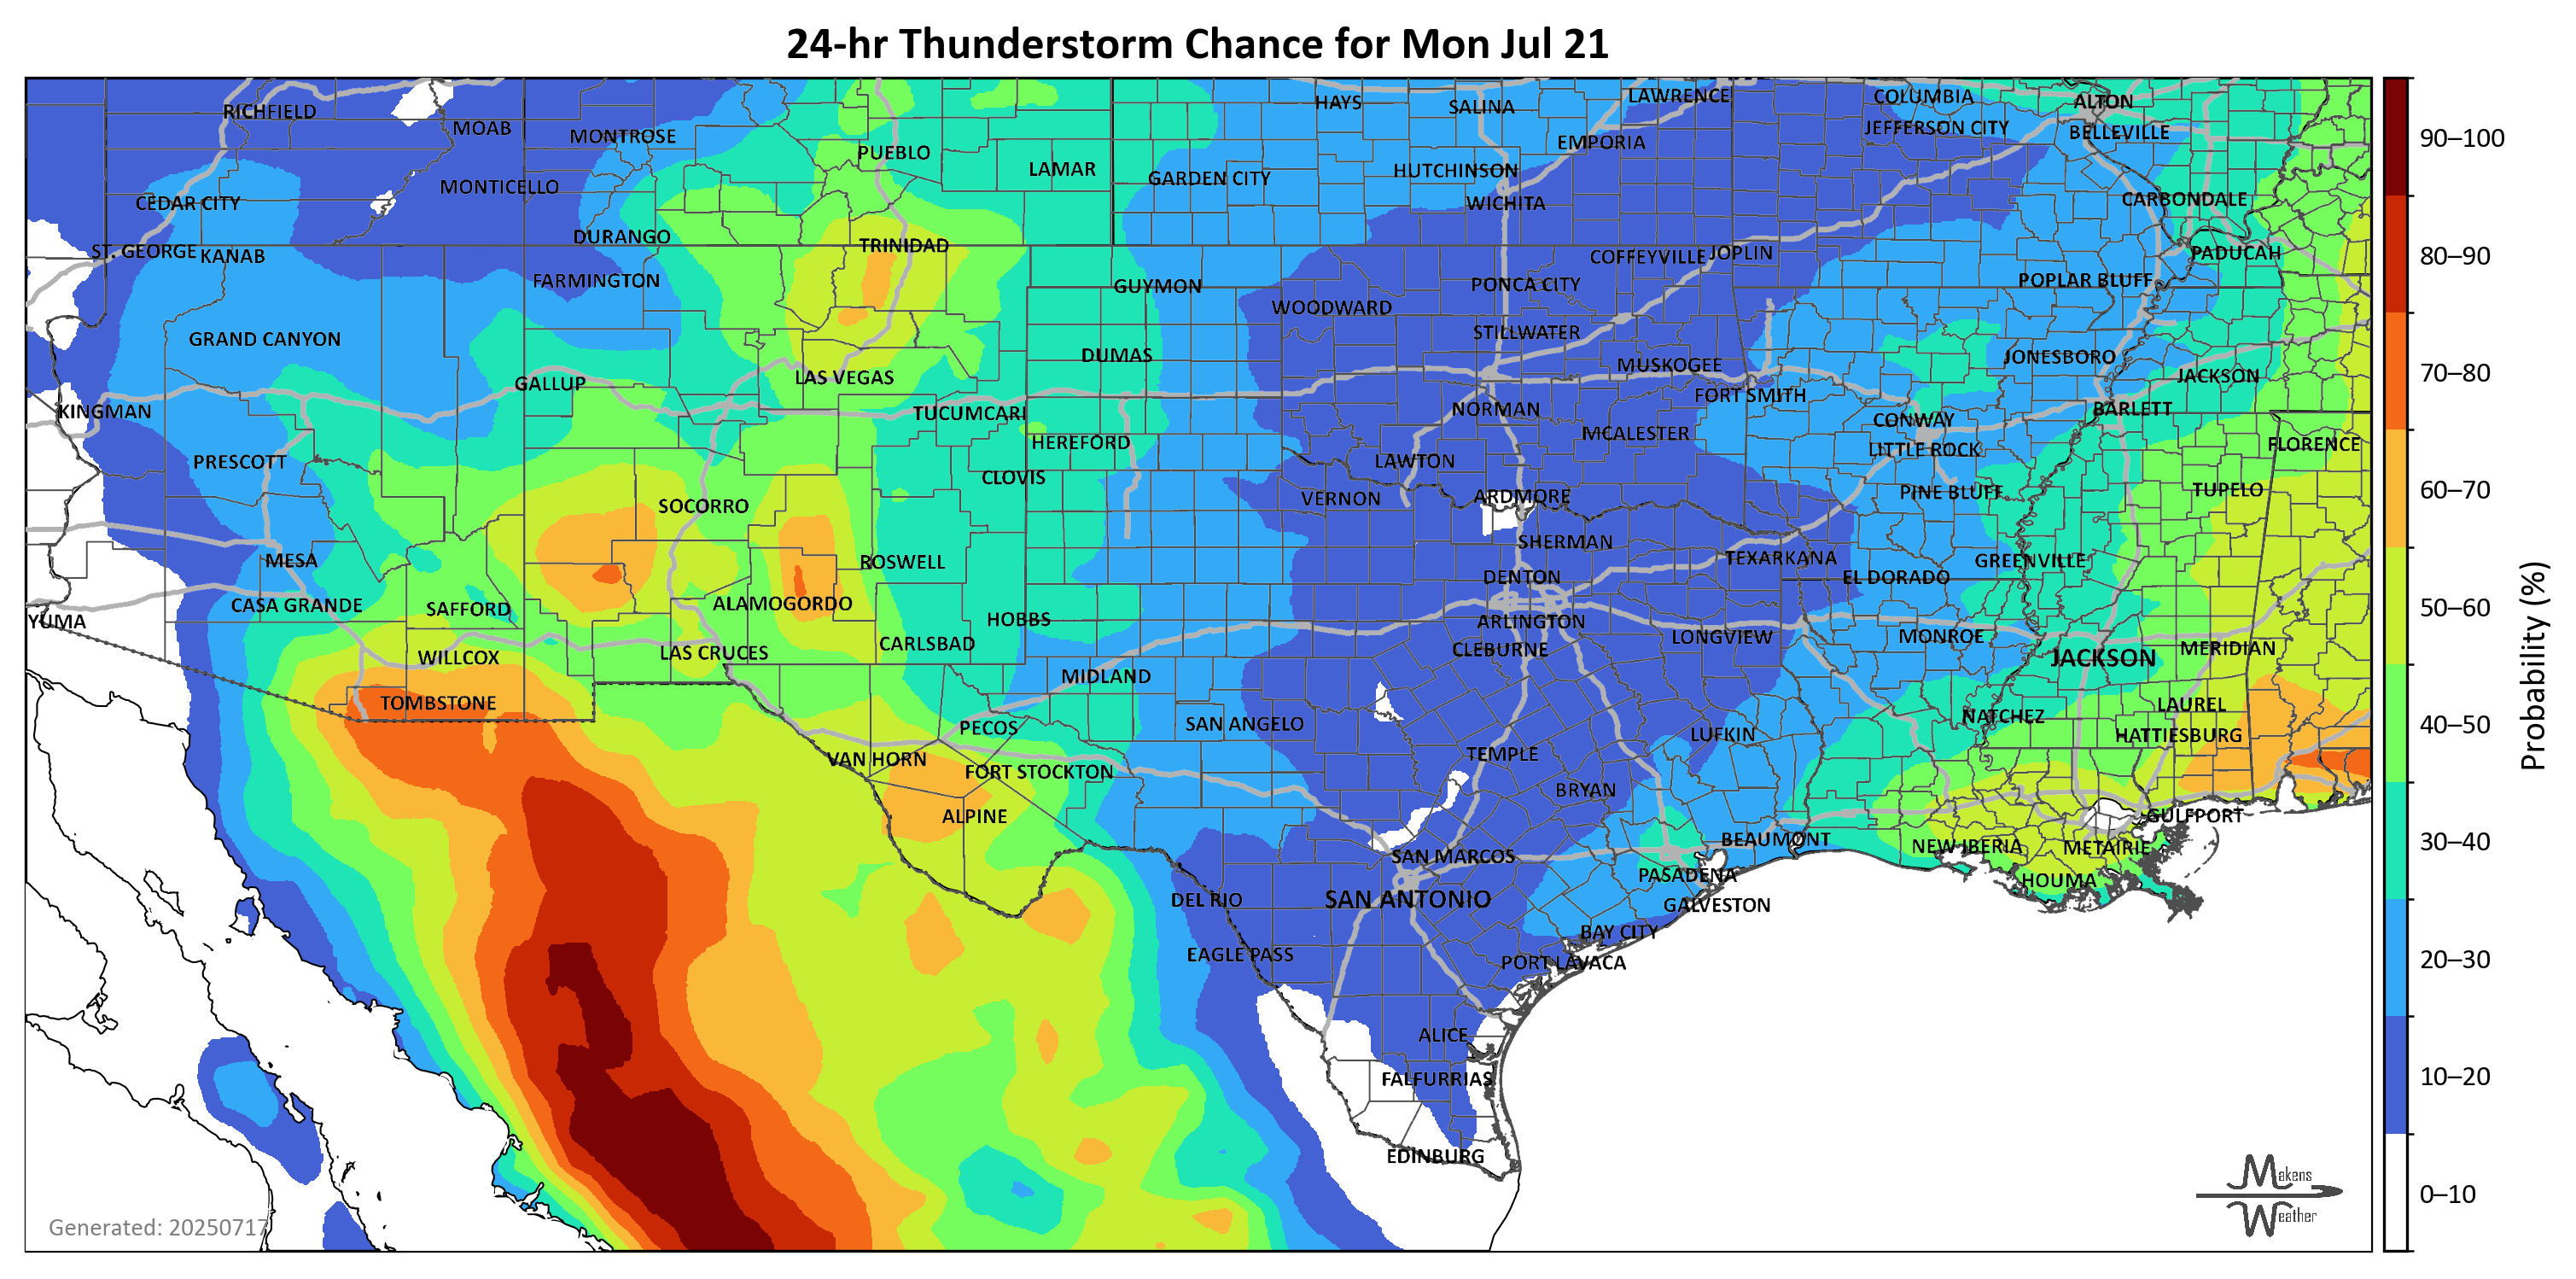 24-hr Thunderstorm Chance for Mon Jul 21
RICHFIELD
MOAB
MONTROSE
PUEBLO
LAMAR
HAYS
SALINA
LAWRENCE
COLUMBIA
ALTON
EMPORIA
JEFFERSON CITY
BELLEVILLE
MONTICELLO
GARDEN CITY
HUTCHINSON
CEDAR CITY
WICHITA
CARBONDALE
DURANGO
TRINIDAD
ST. GEORGE
KANAB
COFFEYVILLE
JOPLIN
PADUCAH
FARMINGTON
GUYMON
PONCA CITY
POPLAR BLUFF
WOODWARD
GRAND CANYON
STILLWATER
DUMAS
MUSKOGEE
JONESBORO
GALLUP
LAS VEGAS
JACKSON
FORT SMITH
KINGMAN
TUCUMCARI
NORMAN
BARLETT
CONWAY
HEREFORD
MCALESTER
LITTLE ROCK
FLORENCE
PRESCOTT
LAWTON
CLOVIS
VERNON
ARDMORE
PINE BLUFF
TUPELO
SOCORRO
MESA
ROSWELL
SHERMAN
TEXARKANA
GREENVILLE
DENTON
EL DORADO
CASA GRANDE
SAFFORD
ALAMOGORDO
YUMA
HOBBS
ARLINGTON
LONGVIEW
MONROE
CARLSBAD
CLEBURNE
MERIDIAN
WILLCOX
LAS CRUCES
JACKSON
MIDLAND
TOMBSTONE
PECOS
SAN ANGELO
NATCHEZ
LAUREL
LUFKIN
HATTIESBURG
VAN HORN
FORT STOCKTON
TEMPLE
BRYAN
ALPINE
GULFPORT
BEAUMONT
NEW IBERIA
METAIRIE
SAN MARCOS
PASADENA
HOUMA
DEL RIO
SAN ANTONIO
GALVESTON
BAY CITY
EAGLE PASS
PORT LAVACA
ALICE
FALFURRIAS
EDINBURG
Generated: 20250717
Makens
Weather
90–100
80–90
70–80
60–70
50–60
40–50
30–40
20–30
10–20
0–10
Probability (%)